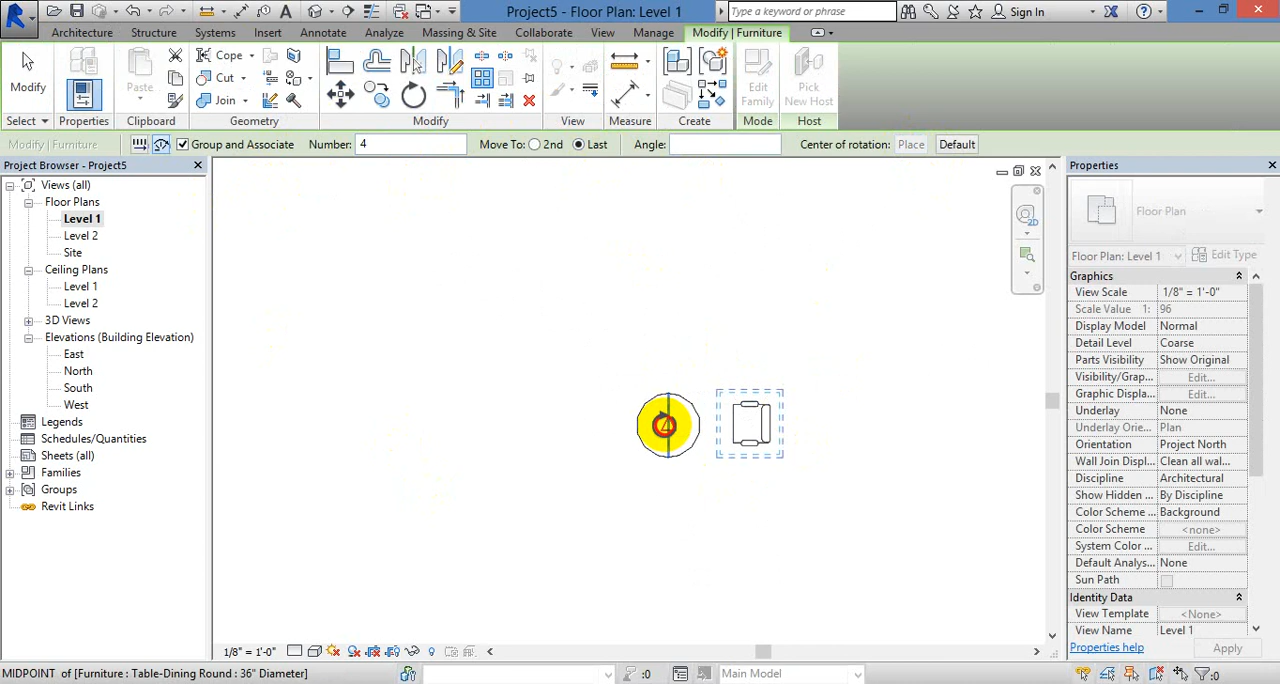 Project5 - Floor Plan: Level 1
Type a keyword or phrase
Sign In
Architecture Structure Systems Insert Annotate Analyze Massing & Site Collaborate View Manage Modify | Furniture
Modify
Paste
Cope
Cut
Join
Edit Family
Pick New Host
Select Properties Clipboard Geometry Modify View Measure Create Mode Host
Modify | Furniture
Group and Associate Number: 4 Move To: 2nd Last Angle: Center of rotation: Place Default
Project Browser - Project5
Views (all)
Floor Plans
Level 1
Level 2
Site
Ceiling Plans
Level 1
Level 2
3D Views
Elevations (Building Elevation)
East
North
South
West
Legends
Schedules/Quantities
Sheets (all)
Families
Groups
Revit Links
2D
Properties
Floor Plan
Floor Plan: Level 1 Edit Type
Graphics
View Scale 1/8" = 1'-0"
Scale Value 1: 96
Display Model Normal
Detail Level Coarse
Parts Visibility Show Original
Visibility/Grap... Edit...
Graphic Displa... Edit...
Underlay None
Underlay Orie... Plan
Orientation Project North
Wall Join Displ... Clean all wal...
Discipline Architectural
Show Hidden ... By Discipline
Color Scheme ... Background
Color Scheme <none>
System Color ... Edit...
Default Analys... None
Sun Path
Identity Data
View Template <None>
View Name Level 1
Properties help Apply
1/8" = 1'-0"
MIDPOINT of [Furniture : Table-Dining Round : 36" Diameter] :0 Main Model :0